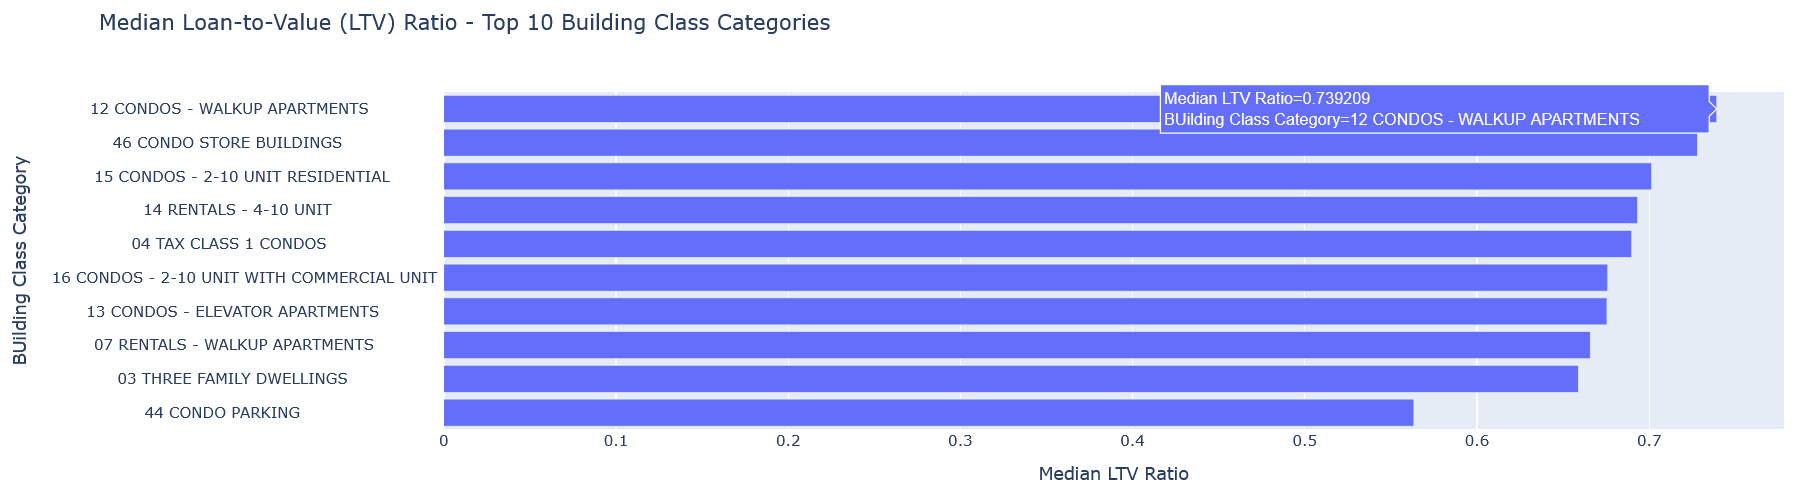 Median Loan-to-Value (LTV) Ratio - Top 10 Building Class Categories
Median LTV Ratio=0.739209
BUilding Class Category=12 CONDOS - WALKUP APARTMENTS
BUilding Class Category
12 CONDOS - WALKUP APARTMENTS
46 CONDO STORE BUILDINGS
15 CONDOS - 2-10 UNIT RESIDENTIAL
14 RENTALS - 4-10 UNIT
04 TAX CLASS 1 CONDOS
16 CONDOS - 2-10 UNIT WITH COMMERCIAL UNIT
13 CONDOS - ELEVATOR APARTMENTS
07 RENTALS - WALKUP APARTMENTS
03 THREE FAMILY DWELLINGS
44 CONDO PARKING
0 0.1 0.2 0.3 0.4 0.5 0.6 0.7
Median LTV Ratio